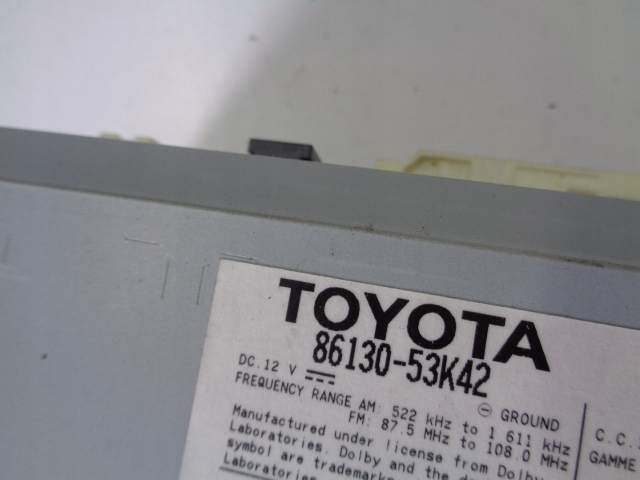 TOYOTA
86130-53K42
DC.12 V ⎓ ⊖ GROUND
FREQUENCY RANGE AM: 522 kHz to 1 611 kHz
FM: 87.5 MHz to 108.0 MHz
Manufactured under license from Dolby
Laboratories. Dolby and the
symbol are trademarks
Laboratories
C.C.
GAMME